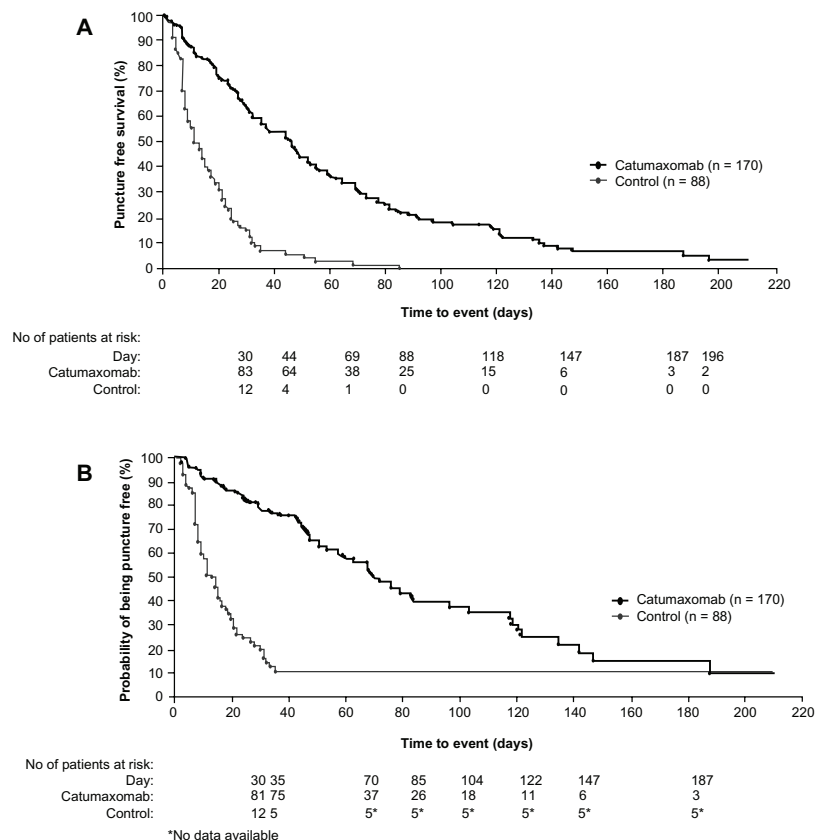 A
Puncture free survival (%)
100
90
80
70
60
50
40
30
20
10
0
0 20 40 60 80 100 120 140 160 180 200 220
Catumaxomab (n = 170)
Control (n = 88)
Time to event (days)
No of patients at risk:
Day: 30 44 69 88 118 147 187 196
Catumaxomab: 83 64 38 25 15 6 3 2
Control: 12 4 1 0 0 0 0 0
B
Probability of being puncture free (%)
100
90
80
70
60
50
40
30
20
10
0
0 20 40 60 80 100 120 140 160 180 200 220
Catumaxomab (n = 170)
Control (n = 88)
Time to event (days)
No of patients at risk:
Day: 30 35 70 85 104 122 147 187
Catumaxomab: 81 75 37 26 18 11 6 3
Control: 12 5 5* 5* 5* 5* 5* 5*
*No data available